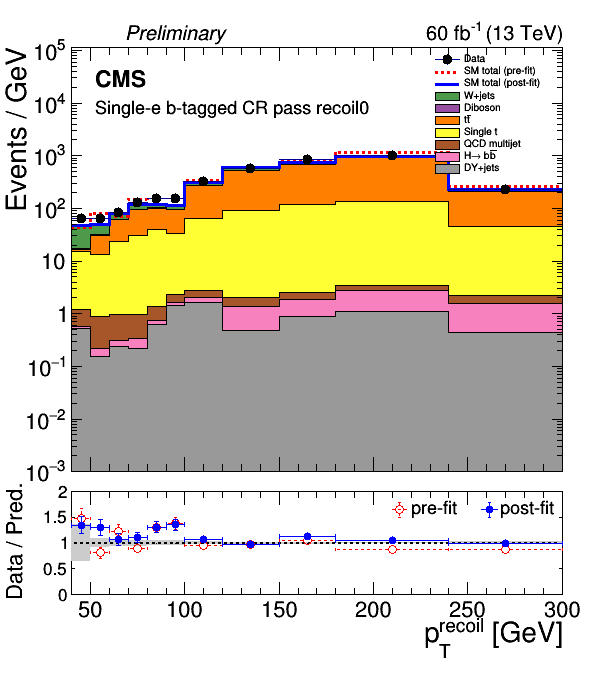 Preliminary 60 fb⁻¹ (13 TeV)
CMS
Single-e b-tagged CR pass recoil0
Data
SM total (pre-fit)
SM total (post-fit)
W+jets
Diboson
tt̅
Single t
QCD multijet
H→ bb̅
DY+jets
Events / GeV
10⁵
10⁴
10³
10²
10
1
10⁻¹
10⁻²
10⁻³
pre-fit post-fit
Data / Pred.
2
1.5
1
0.5
0
50 100 150 200 250 300
p_T^recoil [GeV]